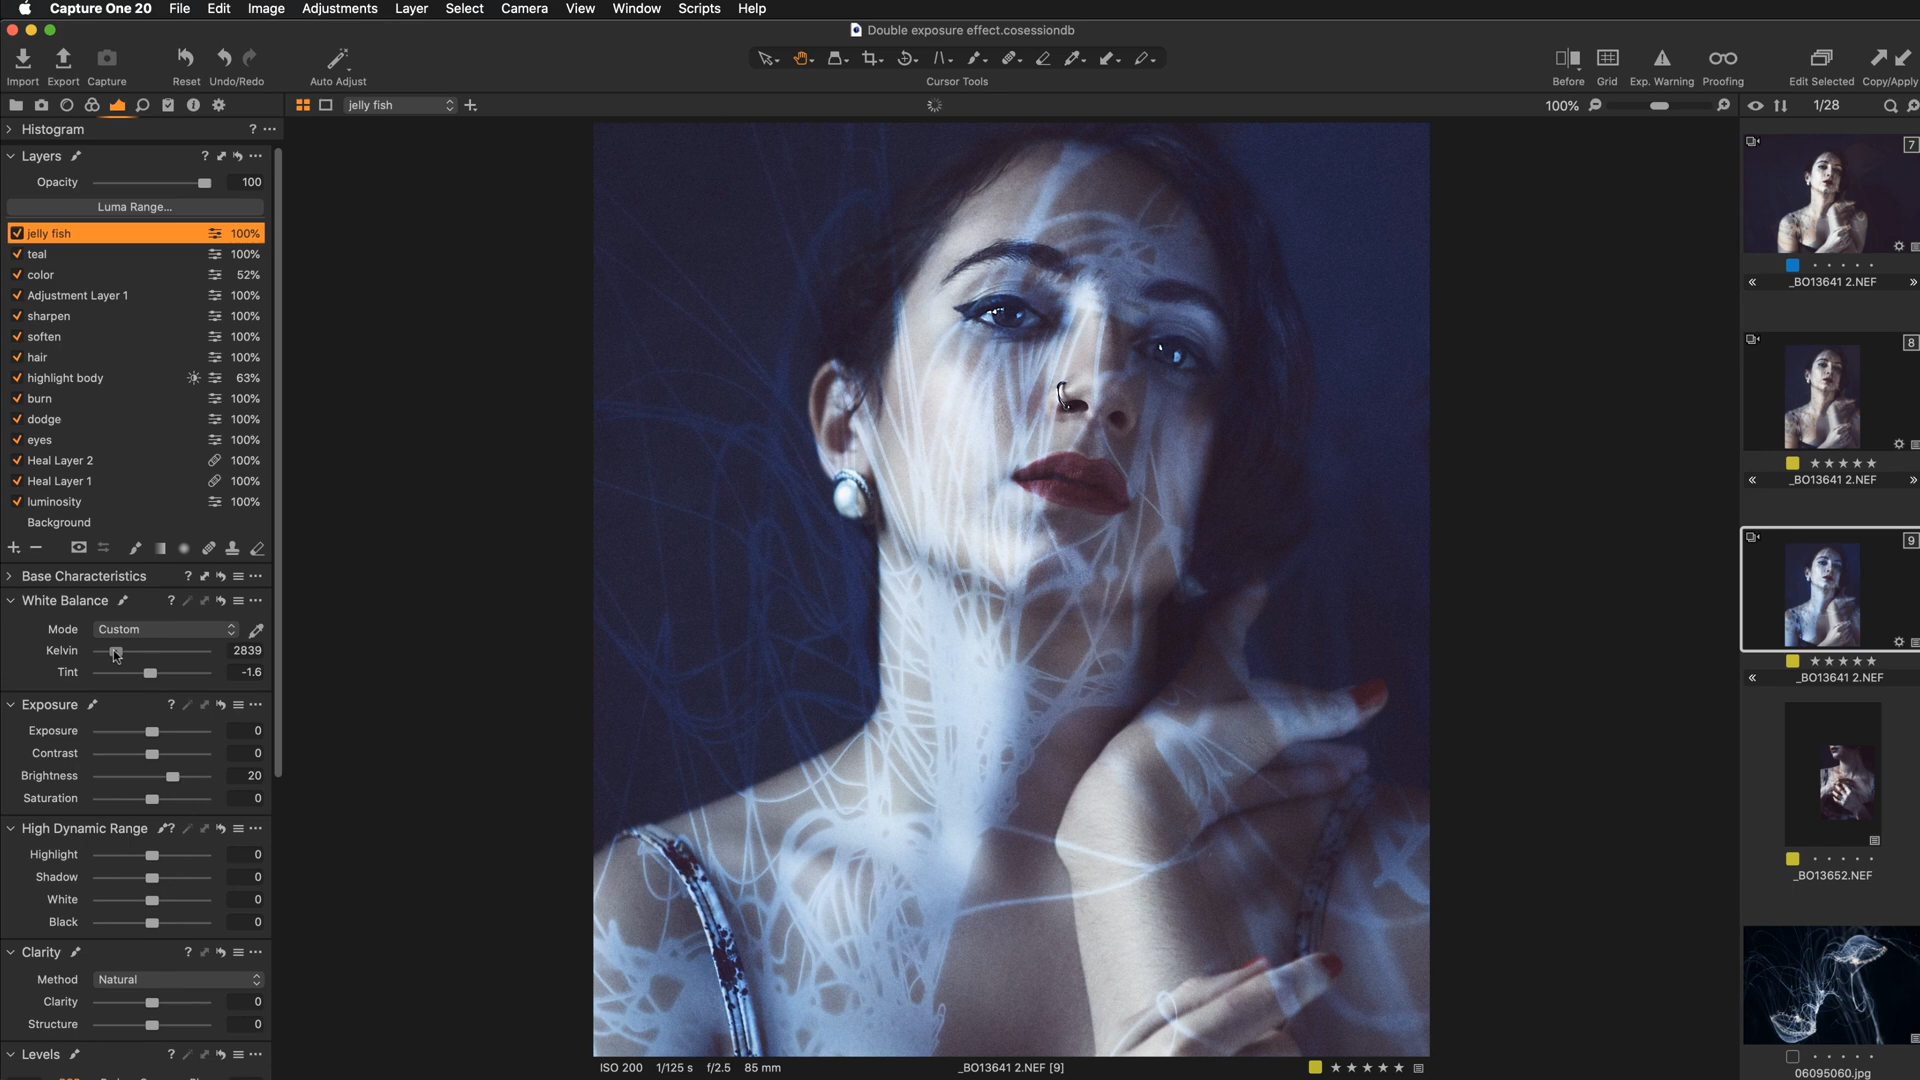 Capture One 20 File Edit Image Adjustments Layer Select Camera View Window Scripts Help
Double exposure effect.cosessiondb
Import Export Capture Reset Undo/Redo Auto Adjust Cursor Tools Before Grid Exp. Warning Proofing Edit Selected Copy/Apply
jelly fish 100% 1/28
Histogram ?
Layers ?
Opacity 100
Luma Range...
jelly fish 100%
teal 100%
color 52%
Adjustment Layer 1 100%
sharpen 100%
soften 100%
hair 100%
highlight body 63%
burn 100%
dodge 100%
eyes 100%
Heal Layer 2 100%
Heal Layer 1 100%
luminosity 100%
Background
Base Characteristics ?
White Balance ?
Mode Custom
Kelvin 2839
Tint -1.6
Exposure ?
Exposure 0
Contrast 0
Brightness 20
Saturation 0
High Dynamic Range ?
Highlight 0
Shadow 0
White 0
Black 0
Clarity ?
Method Natural
Clarity 0
Structure 0
Levels ?
ISO 200 1/125 s f/2.5 85 mm _BO13641 2.NEF [9]
7
_BO13641 2.NEF
8
_BO13641 2.NEF
9
_BO13641 2.NEF
_BO13652.NEF
06095060.jpg